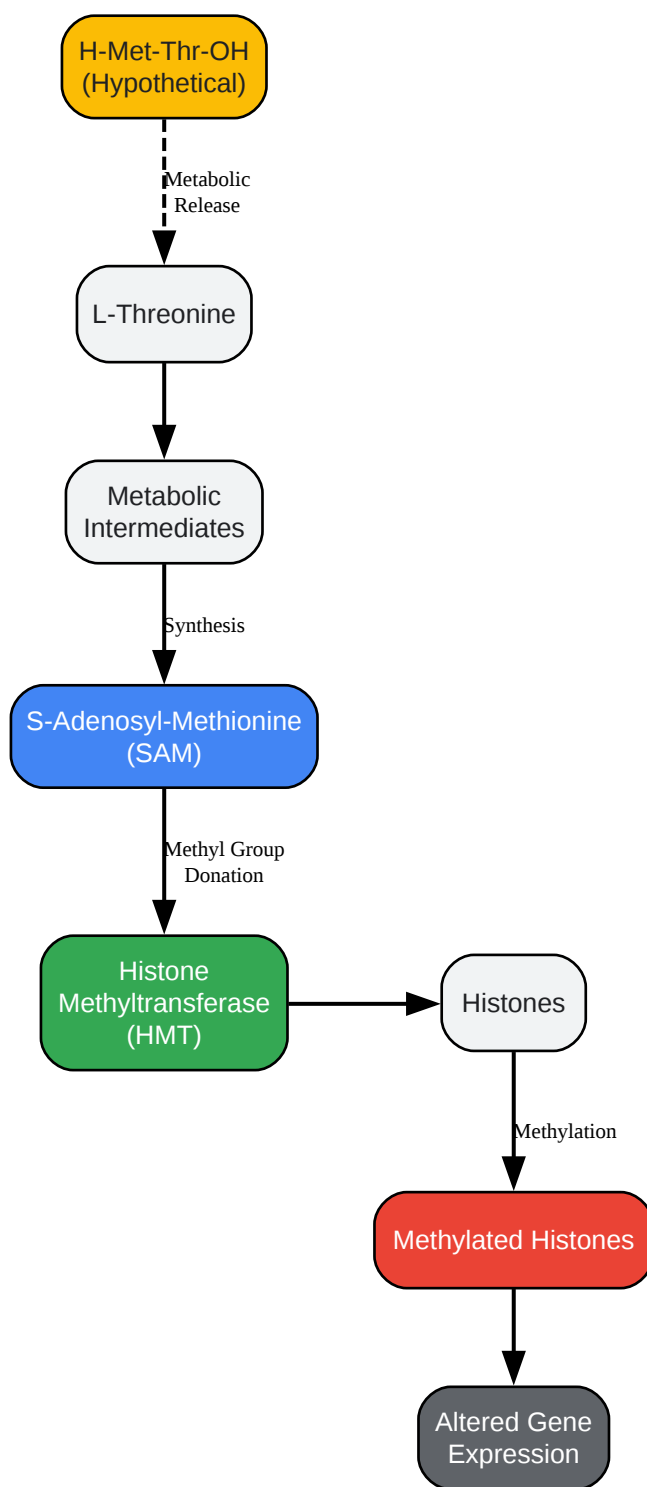 H-Met-Thr-OH
(Hypothetical)
Metabolic
Release
L-Threonine
Metabolic
Intermediates
Synthesis
S-Adenosyl-Methionine
(SAM)
Methyl Group
Donation
Histone
Methyltransferase
(HMT)
Histones
Methylation
Methylated Histones
Altered Gene
Expression